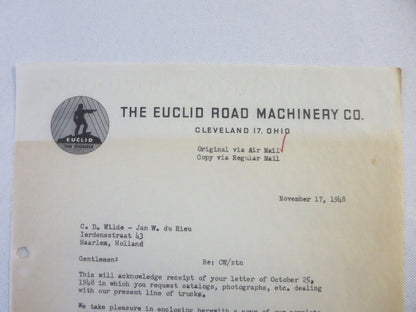 THE EUCLID ROAD MACHINERY CO.
CLEVELAND 17, OHIO
EUCLID
THE PIONEER
Original via Air Mail
Copy via Regular Mail
November 17, 1948
C. D. Wilde - Jan W. du Rieu
Iordensstraat 43
Haarlem, Holland
Gentlemen: Re: CW/stn
This will acknowledge receipt of your letter of October 25,
1948 in which you request catalogs, photographs, etc. dealing
with our present line of trucks.
We take pleasure in enclosing herewith a copy of our complete